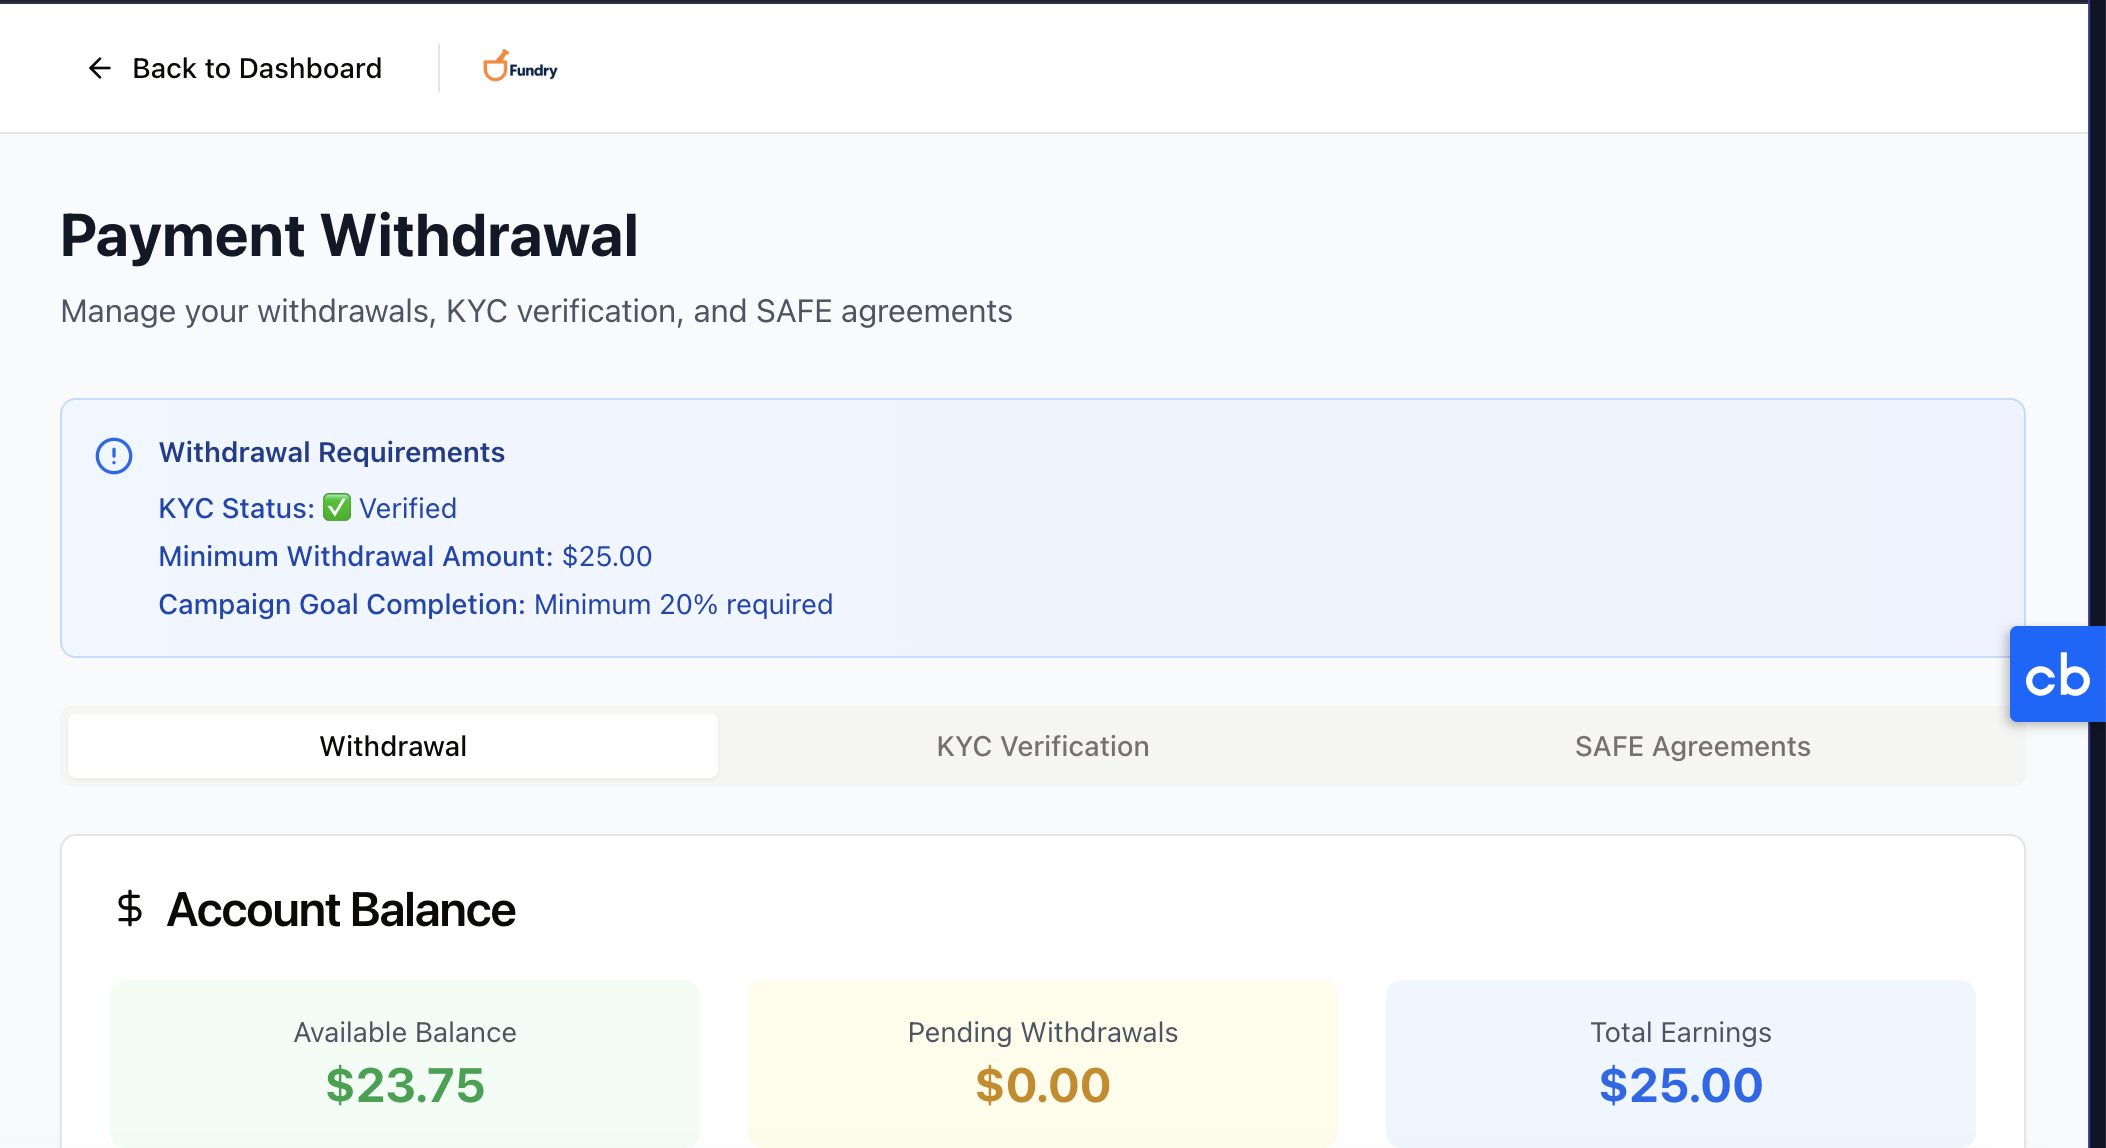 Back to Dashboard
Fundry
Payment Withdrawal
Manage your withdrawals, KYC verification, and SAFE agreements
Withdrawal Requirements
KYC Status: ✅ Verified
Minimum Withdrawal Amount: $25.00
Campaign Goal Completion: Minimum 20% required
cb
Withdrawal
KYC Verification
SAFE Agreements
$ Account Balance
Available Balance
$23.75
Pending Withdrawals
$0.00
Total Earnings
$25.00